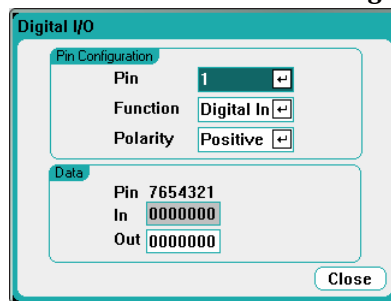 Digital I/O
Pin Configuration
Pin 1
Function Digital In
Polarity Positive
Data
Pin 7654321
In 0000000
Out 0000000
Close